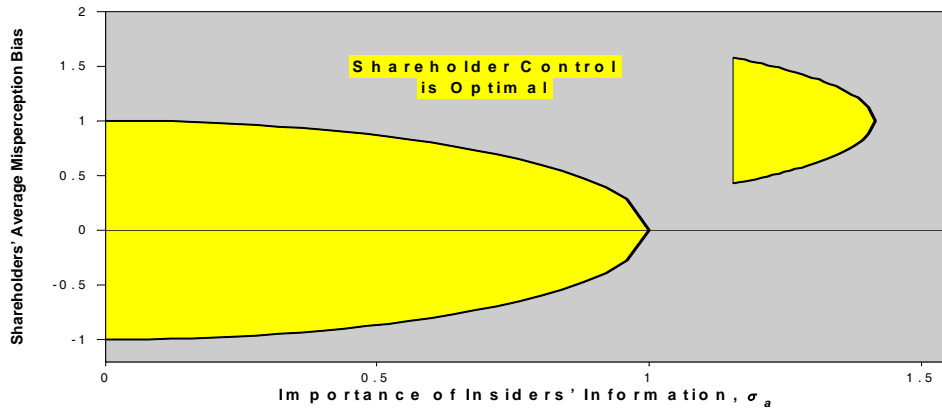 Shareholders' Average Misperception Bias
2
1.5
1
0.5
0
-0.5
-1
Shareholder Control
is Optimal
0
0.5
1
1.5
Importance of Insiders' Information, σa